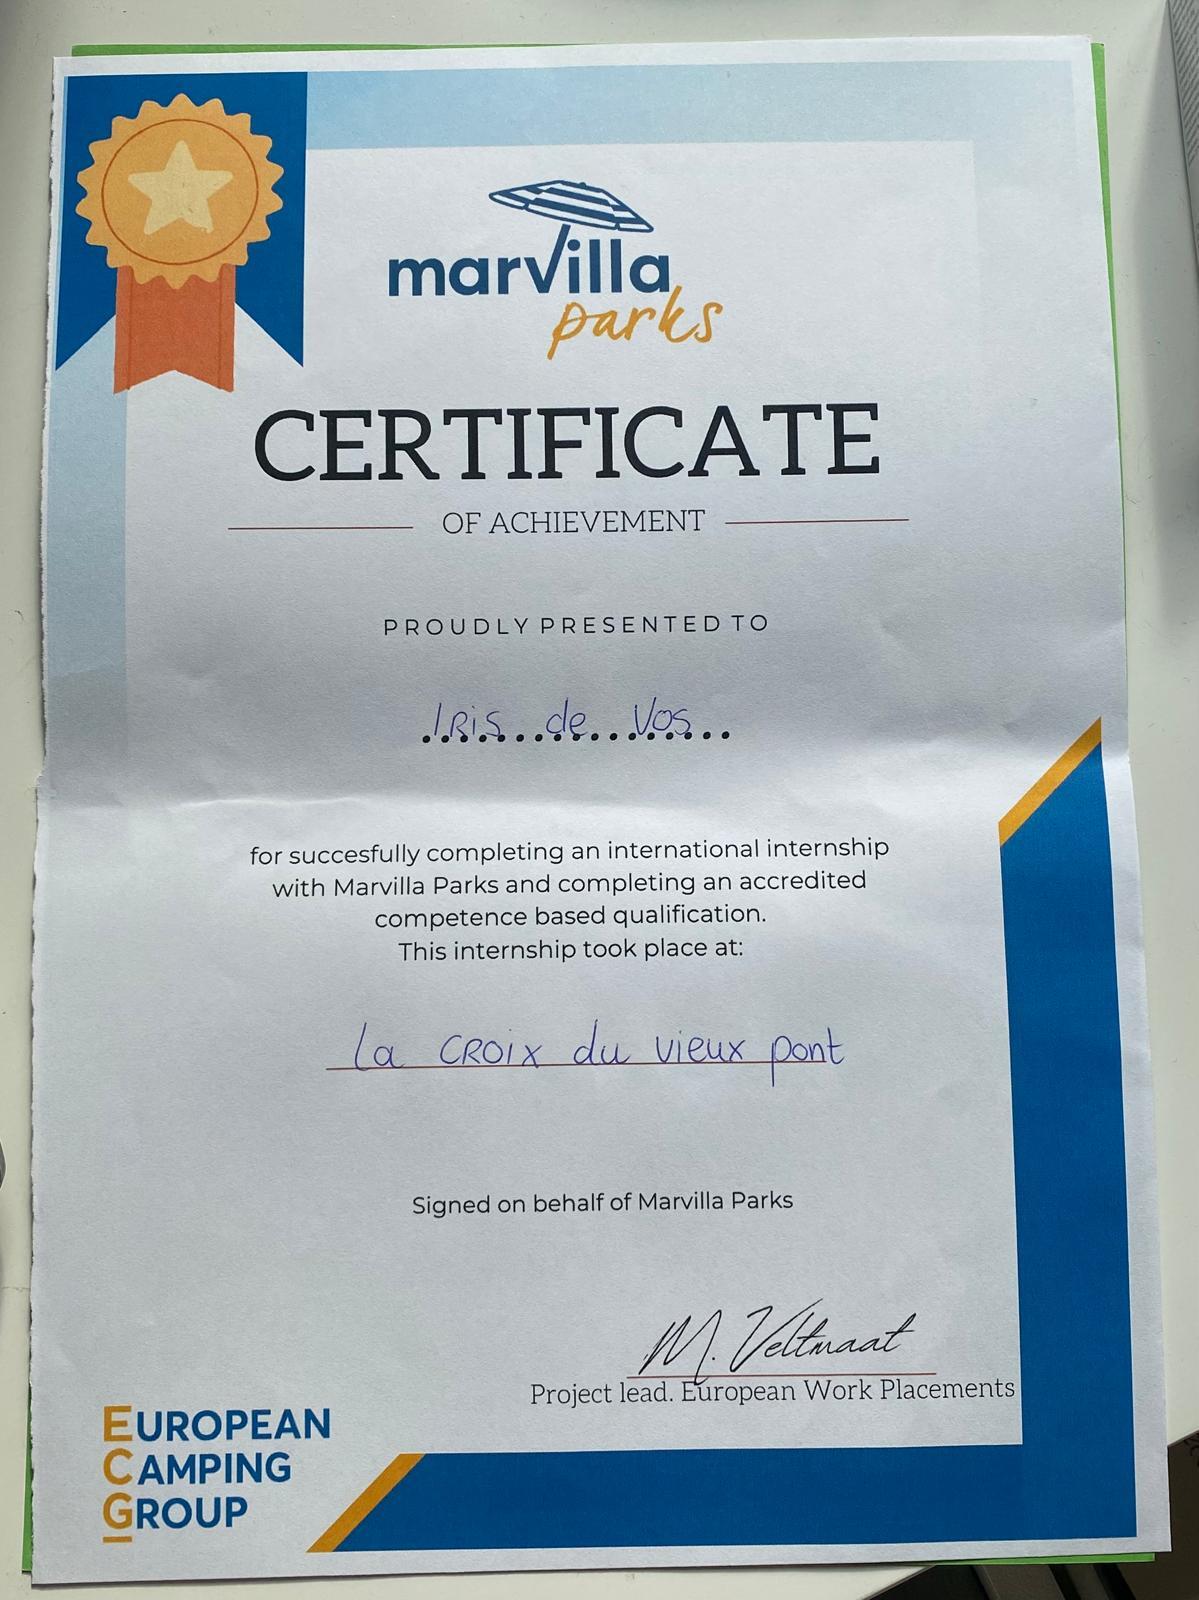 marvilla
parks
CERTIFICATE
OF ACHIEVEMENT
PROUDLY PRESENTED TO
IRis de Vos
for succesfully completing an international internship
with Marvilla Parks and completing an accredited
competence based qualification.
This internship took place at:
la CROIX du vieux pont
Signed on behalf of Marvilla Parks
M. Veltmaat
Project lead. European Work Placements
EUROPEAN
CAMPING
GROUP